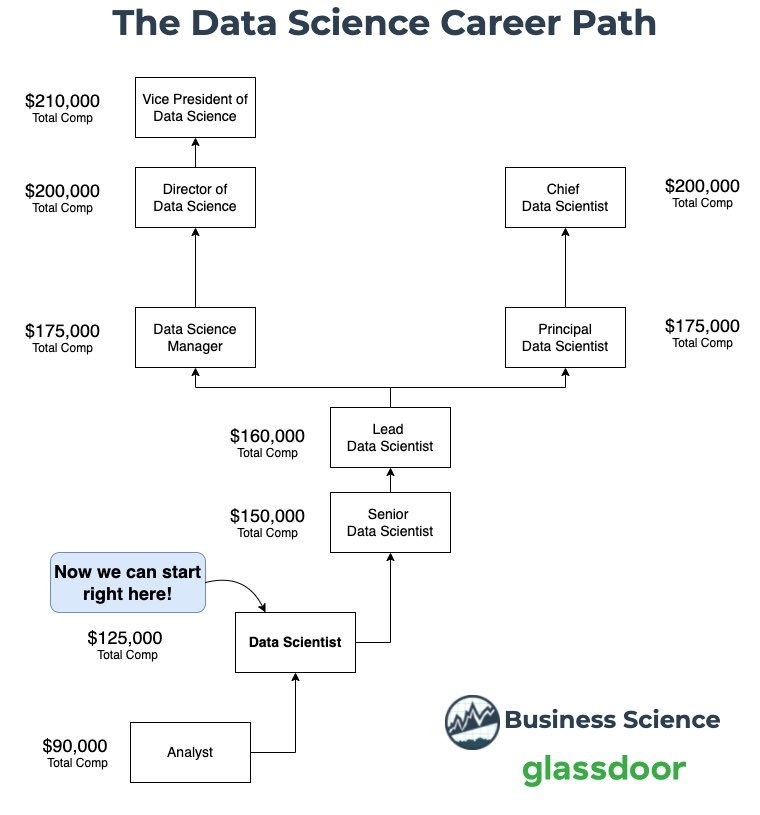 The Data Science Career Path
$210,000
Total Comp
Vice President of
Data Science
$200,000
Total Comp
Director of
Data Science
Chief
Data Scientist
$200,000
Total Comp
$175,000
Total Comp
Data Science
Manager
Principal
Data Scientist
$175,000
Total Comp
$160,000
Total Comp
Lead
Data Scientist
$150,000
Total Comp
Senior
Data Scientist
Now we can start
right here!
$125,000
Total Comp
Data Scientist
$90,000
Total Comp
Analyst
Business Science
glassdoor